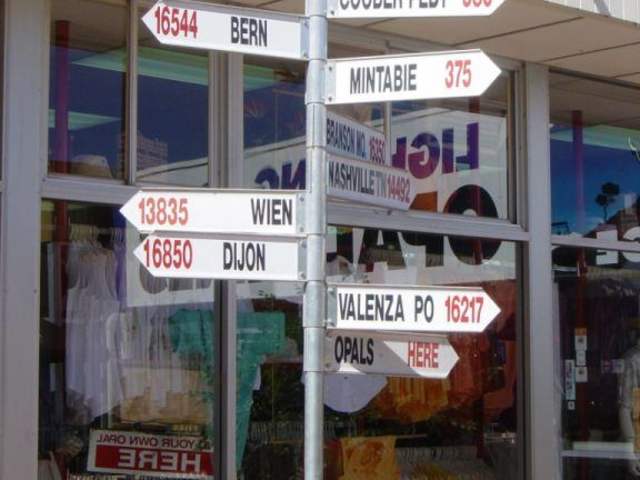 16544 BERN
COOBER PEDY
MINTABIE 375
BRANSON MO. 16350
NASHVILLE TN 14492
13835 WIEN
16850 DIJON
VALENZA PO 16217
OPALS HERE
YOUR OWN OPAL
HERE